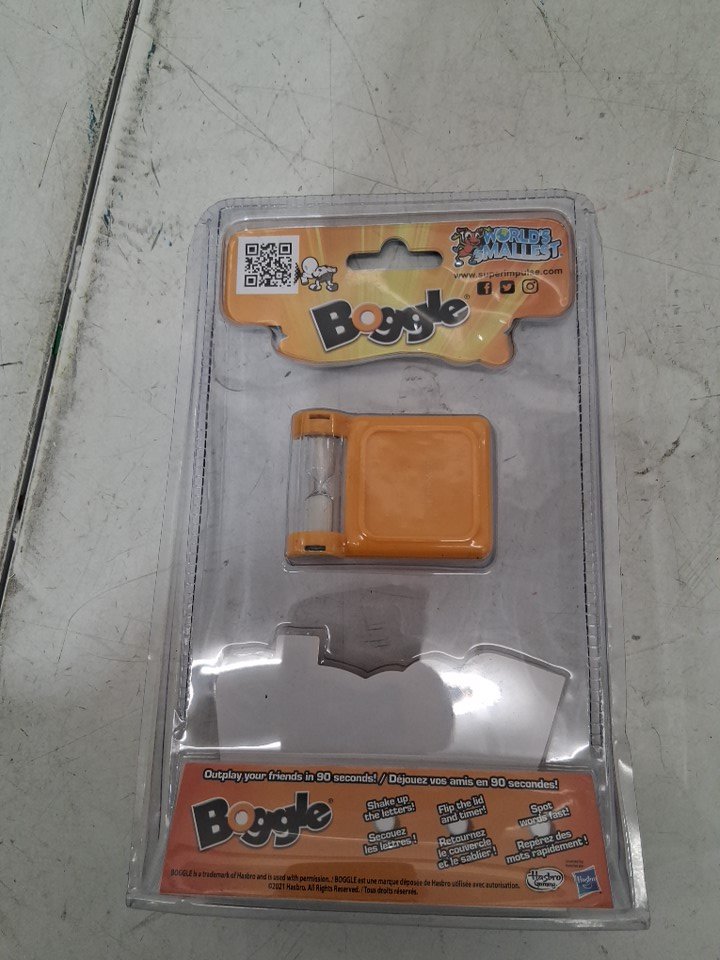 WORLD'S
SMALLEST
www.superimpulse.com
Boggle®
Outplay your friends in 90 seconds! / Déjouez vos amis en 90 secondes!
Boggle®
Shake up
the letters!
Secouez
les lettres !
Flip the lid
and timer!
Retournez
le couvercle
et le sablier !
Spot
words fast!
Repérez des
mots rapidement !
BOGGLE is a trademark of Hasbro and is used with permission. / BOGGLE est une marque déposée de Hasbro utilisée avec autorisation.
©2021 Hasbro. All Rights Reserved. / Tous droits réservés.
Hasbro
Gaming
Hasbro